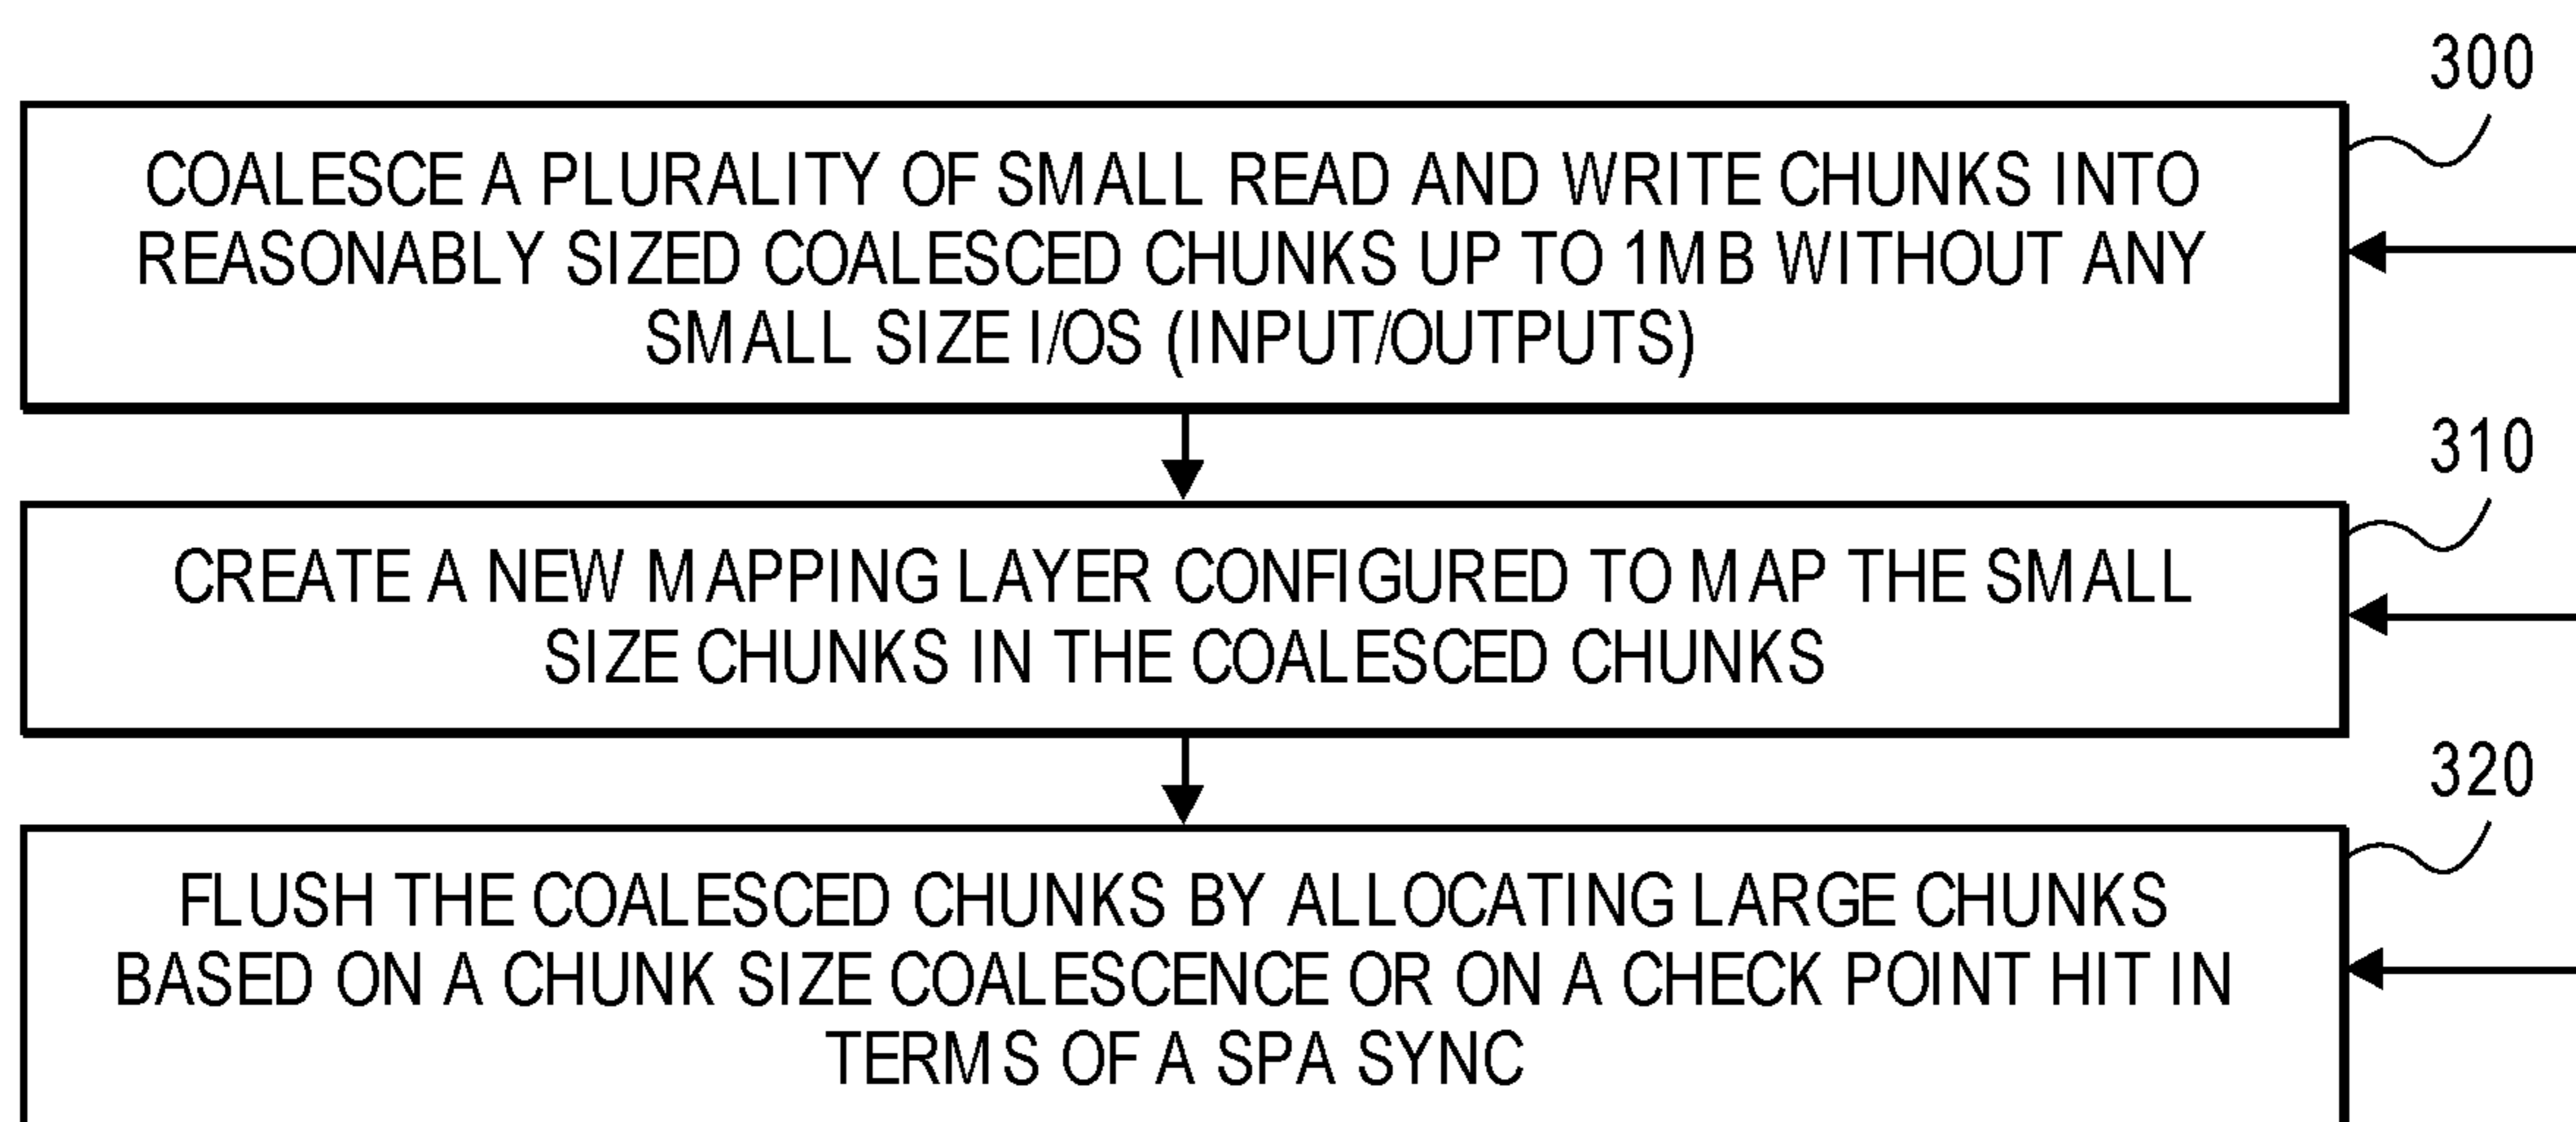 300
COALESCE A PLURALITY OF SMALL READ AND WRITE CHUNKS INTO
REASONABLY SIZED COALESCED CHUNKS UP TO 1MB WITHOUT ANY
SMALL SIZE I/OS (INPUT/OUTPUTS)
310
CREATE A NEW MAPPING LAYER CONFIGURED TO MAP THE SMALL
SIZE CHUNKS IN THE COALESCED CHUNKS
320
FLUSH THE COALESCED CHUNKS BY ALLOCATING LARGE CHUNKS
BASED ON A CHUNK SIZE COALESCENCE OR ON A CHECK POINT HIT IN
TERMS OF A SPA SYNC